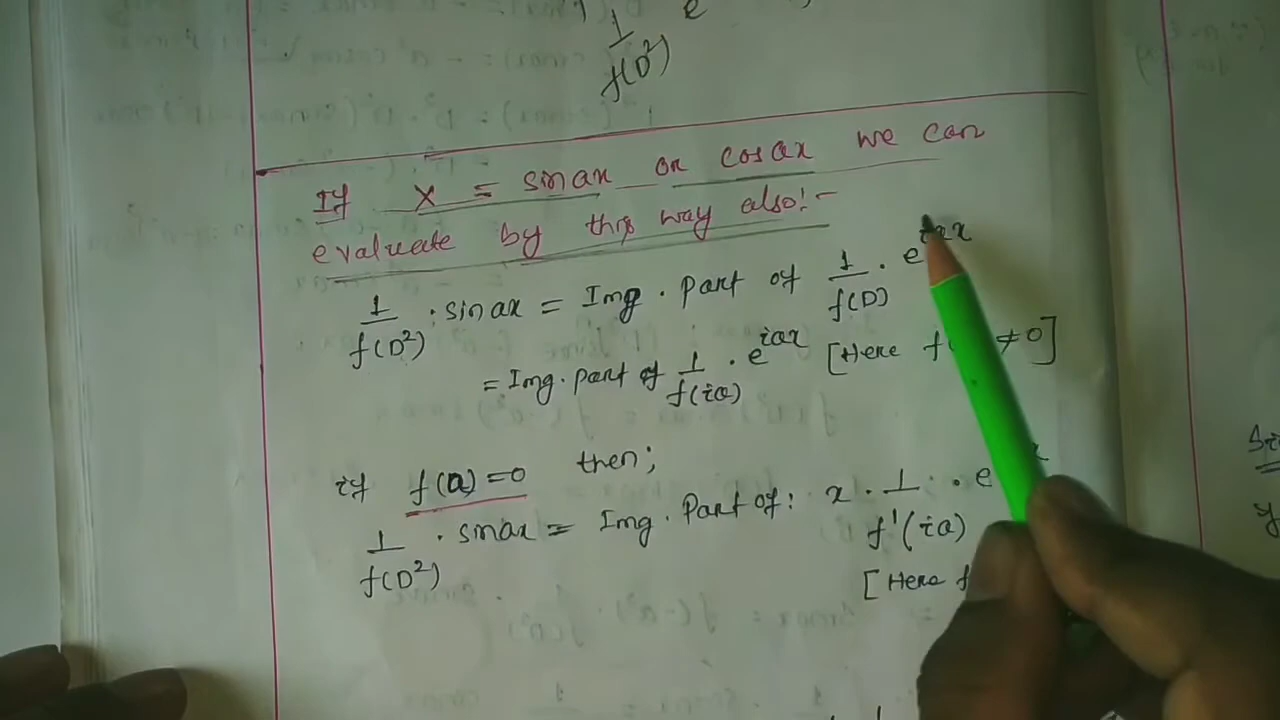 1 e
f(D²)
If X = sinax or cosax we can
evaluate by this way also:-
1/f(D²) . sinax = Img. part of 1/f(D) . e^iax
= Img. part of 1/f(ia) . e^iax [Here f ≠0]
if f(a)=0 then;
1/f(D²) . sinax = Img. Part of: x . 1/f'(ia) . e
[Here f